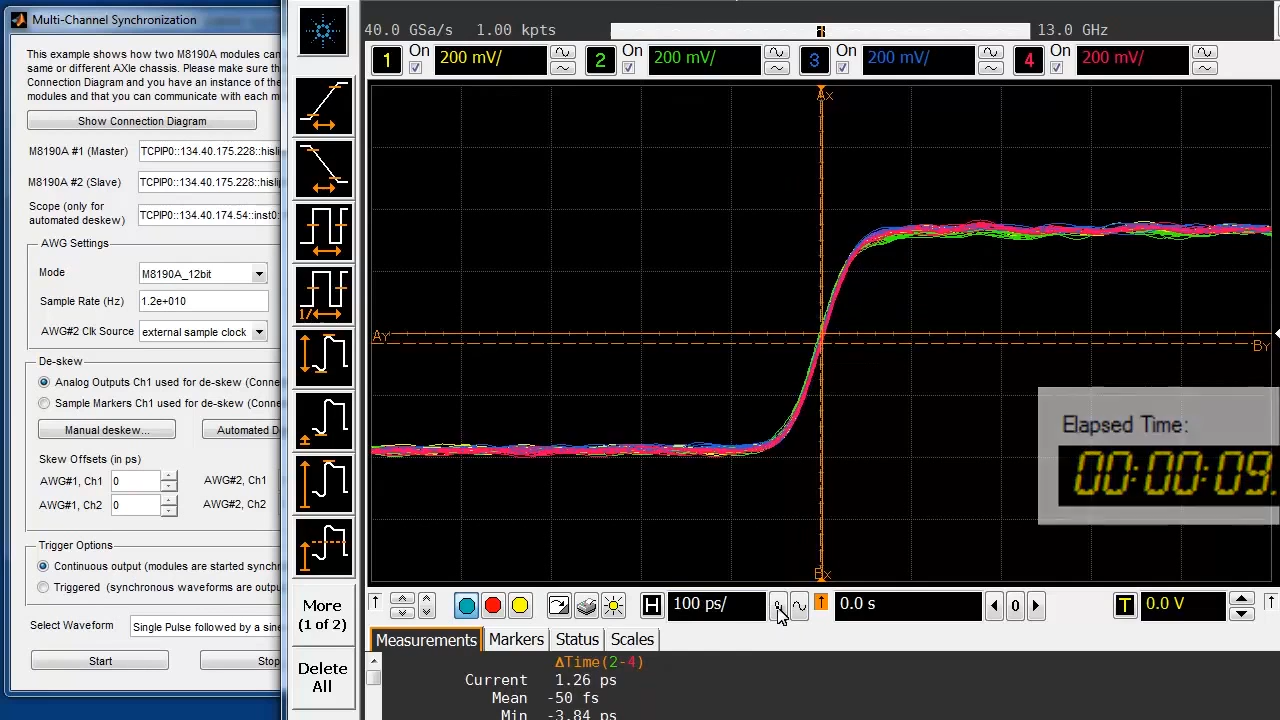 Multi-Channel Synchronization
This example shows how two M8190A modules can
same or different AXIe chassis. Please make sure th
Connection diagram and you have an instance of the
modules and that you can communicate with each m
Show Connection Diagram
M8190A #1 (Mast
TCPIP0::134.40.175.228::hisli
M8190A #2 (Slave)
TCPIP0::134.40.175.228::hislip
Scope (only for
automated deskew)
TCPIP0::134.40.174.54::inst0:
AWG Settings
Mode
M8190A_12bit
Sample Rate (Hz)
1.2e+010
AWG#2 Clk Source
external sample clock
De-skew
Analog Outputs Ch1 used for de-skew (Conne
Sample Markers Ch1 used for de-skew (Conne
Manual deskew...
Automated D
AWG#1, Ch1
AWG#2, Ch1
AWG#1, Ch2
AWG#2, Ch2
Trigger Options
Continuous output (modules are started synchr
Triggered (synchronous waveforms are outpu
Select Waveform
Single Pulse followed by a sine
Start
Stop
40.0 GSa/s 1.00 kpts
13.0 GHz
1 On 200 mV/
2 On 200 mV/
3 On 200 mV/
4 On 200 mV/
1/
More
(1 of 2)
Delete
All
Ax
AY
BY
Bx
Elapsed Time:
00:00:09.
H 100 ps/
0.0 s
0
T 0.0 V
Measurements Markers Status Scales
ΔTime(2-4)
Current 1.26 ps
Mean -50 fs
Min -3.84 ps